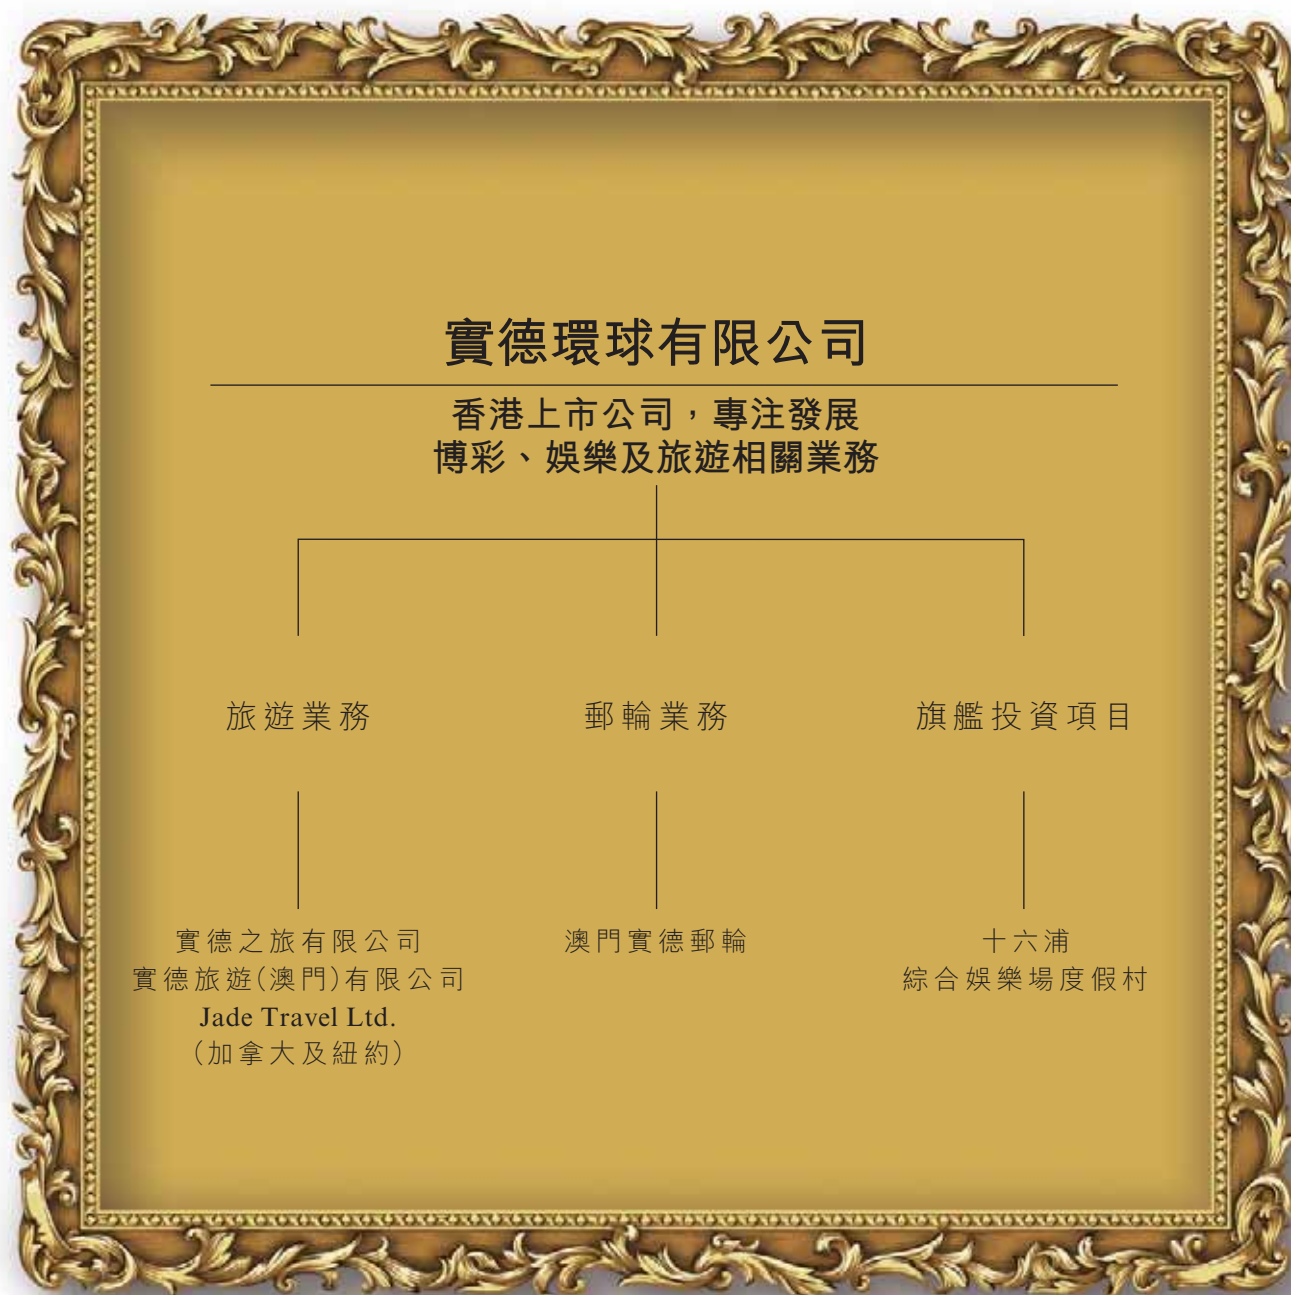 實德環球有限公司
香港上市公司，專注發展
博彩、娛樂及旅遊相關業務
旅遊業務
郵輪業務
旗艦投資項目
實德之旅有限公司
實德旅遊(澳門)有限公司
Jade Travel Ltd.
(加拿大及紐約)
澳門實德郵輪
十六浦
綜合娛樂場度假村